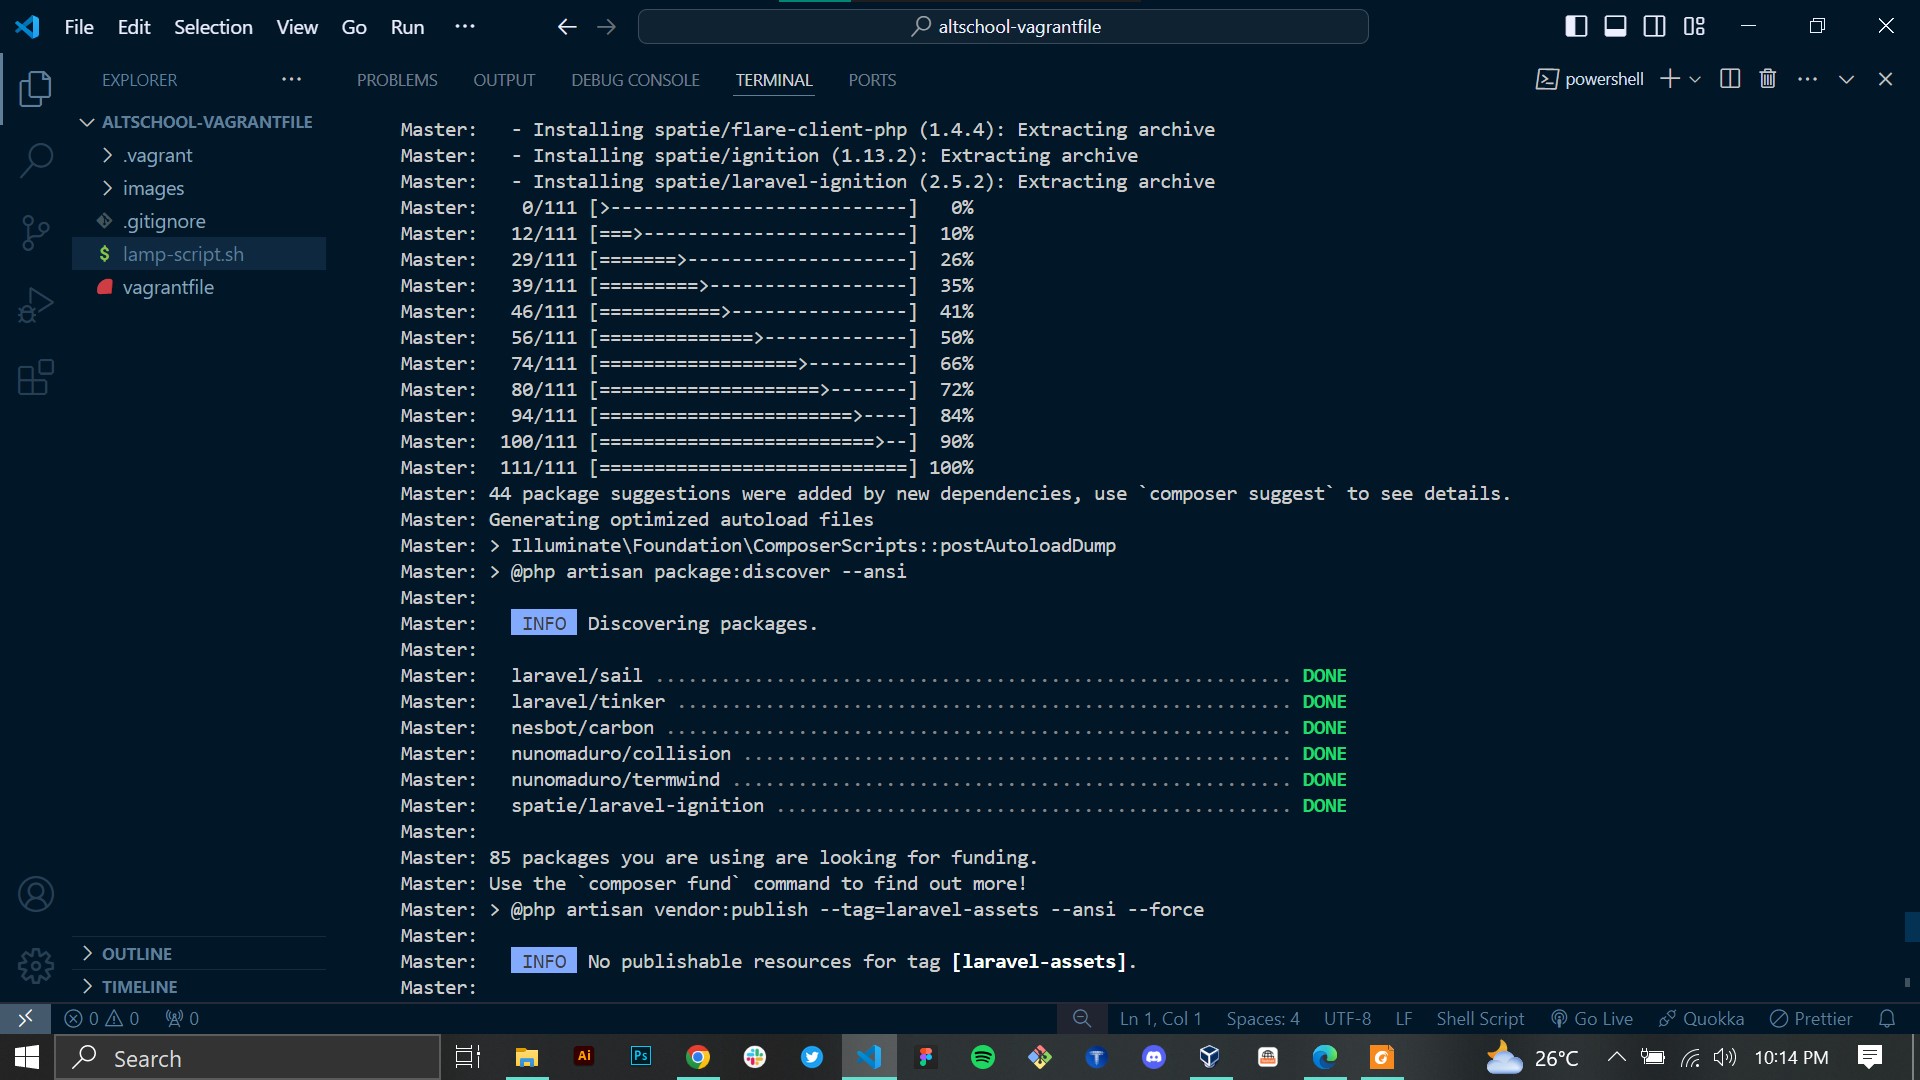 File Edit Selection View Go Run ···
altschool-vagrantfile
EXPLORER ···
PROBLEMS OUTPUT DEBUG CONSOLE TERMINAL PORTS
powershell
ALTSCHOOL-VAGRANTFILE
.vagrant
images
.gitignore
$ lamp-script.sh
vagrantfile
OUTLINE
TIMELINE
Master:   - Installing spatie/flare-client-php (1.4.4): Extracting archive
Master:   - Installing spatie/ignition (1.13.2): Extracting archive
Master:   - Installing spatie/laravel-ignition (2.5.2): Extracting archive
Master:    0/111 [>---------------------------]   0%
Master:   12/111 [===>------------------------]  10%
Master:   29/111 [=======>--------------------]  26%
Master:   39/111 [=========>------------------]  35%
Master:   46/111 [===========>----------------]  41%
Master:   56/111 [==============>-------------]  50%
Master:   74/111 [==================>---------]  66%
Master:   80/111 [====================>-------]  72%
Master:   94/111 [=======================>----]  84%
Master:  100/111 [=========================>--]  90%
Master:  111/111 [============================] 100%
Master: 44 package suggestions were added by new dependencies, use `composer suggest` to see details.
Master: Generating optimized autoload files
Master: > Illuminate\Foundation\ComposerScripts::postAutoloadDump
Master: > @php artisan package:discover --ansi
Master:
Master:    INFO  Discovering packages.
Master:
Master:   laravel/sail .......................................................... DONE
Master:   laravel/tinker ........................................................ DONE
Master:   nesbot/carbon ......................................................... DONE
Master:   nunomaduro/collision .................................................. DONE
Master:   nunomaduro/termwind ................................................... DONE
Master:   spatie/laravel-ignition ............................................... DONE
Master:
Master: 85 packages you are using are looking for funding.
Master: Use the `composer fund` command to find out more!
Master: > @php artisan vendor:publish --tag=laravel-assets --ansi --force
Master:
Master:    INFO  No publishable resources for tag [laravel-assets].
Master:
0 0 0
Ln 1, Col 1 Spaces: 4 UTF-8 LF Shell Script Go Live Quokka Prettier
Search
Ai
Ps
26°C
10:14 PM